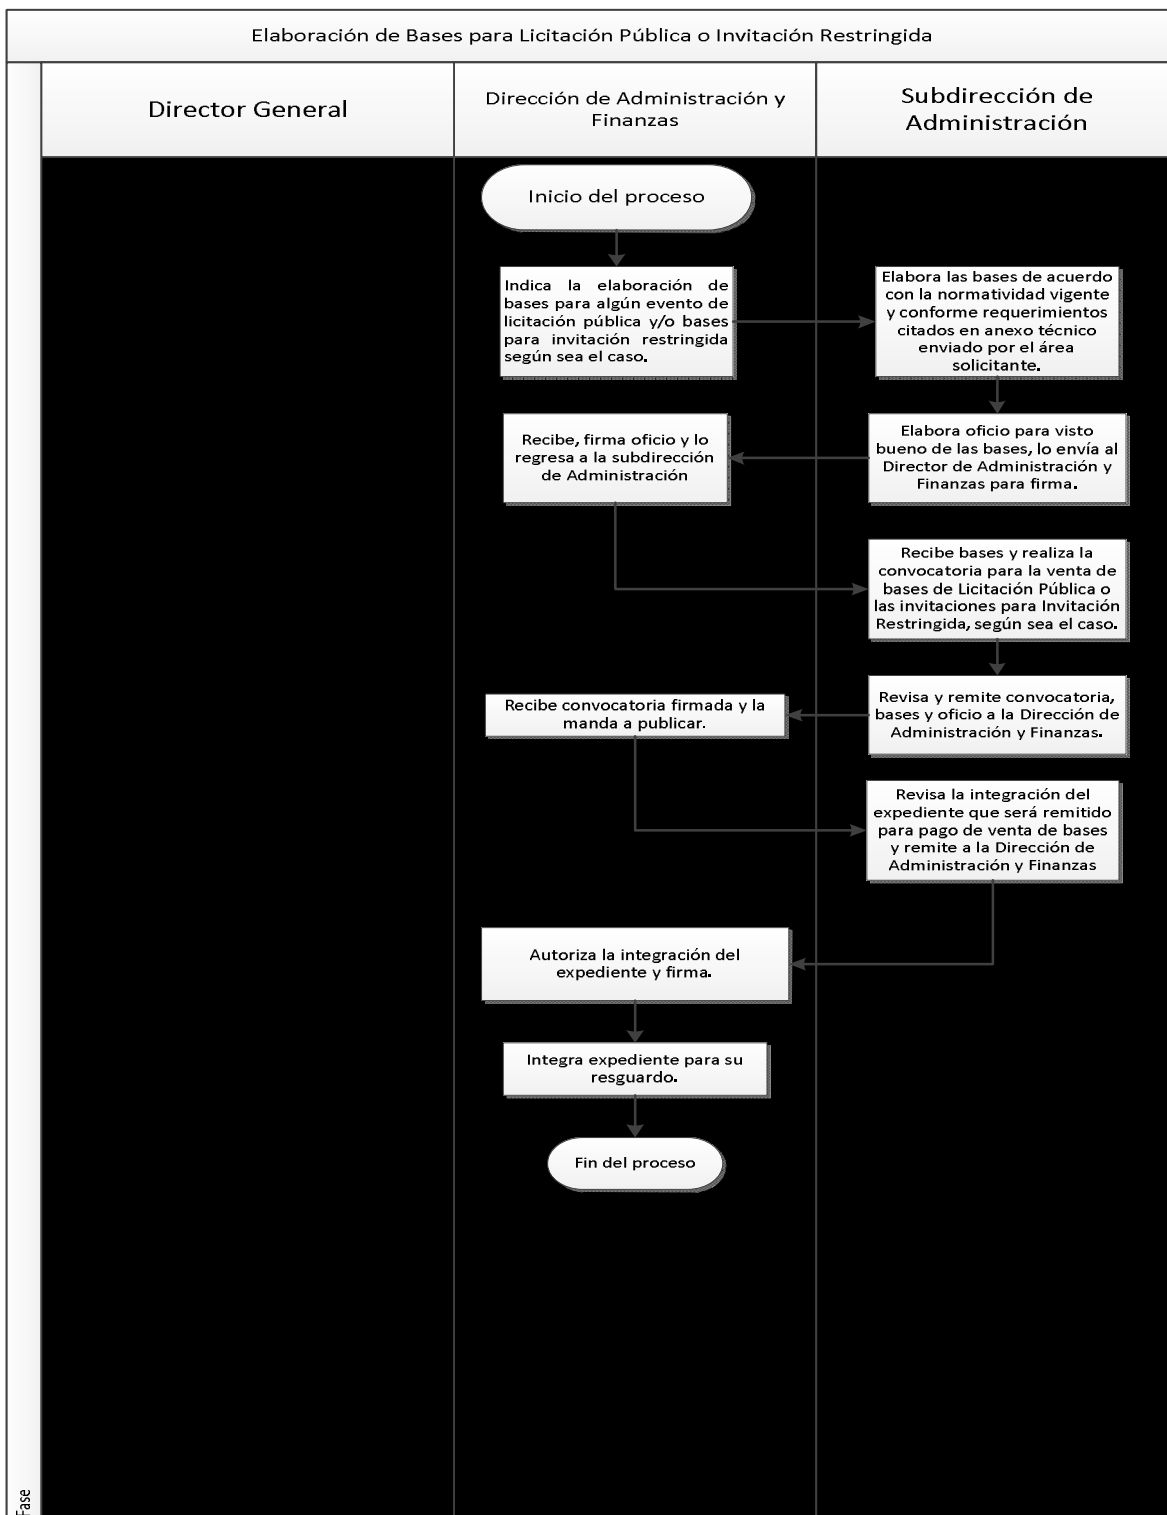 Elaboración de Bases para Licitación Pública o Invitación Restringida
Director General
Dirección de Administración y
Finanzas
Subdirección de
Administración
Inicio del proceso
Indica la elaboración de
bases para algún evento de
licitación pública y/o bases
para invitación restringida
según sea el caso.
Elabora las bases de acuerdo
con la normatividad vigente
y conforme requerimientos
citados en anexo técnico
enviado por el área
solicitante.
Elabora oficio para visto
bueno de las bases, lo envía al
Director de Administración y
Finanzas para firma.
Recibe, firma oficio y lo
regresa a la subdirección
de Administración
Recibe bases y realiza la
convocatoria para la venta de
bases de Licitación Pública o
las invitaciones para Invitación
Restringida, según sea el caso.
Revisa y remite convocatoria,
bases y oficio a la Dirección de
Administración y Finanzas.
Recibe convocatoria firmada y la
manda a publicar.
Revisa la integración del
expediente que será remitido
para pago de venta de bases
y remite a la Dirección de
Administración y Finanzas
Autoriza la integración del
expediente y firma.
Integra expediente para su
resguardo.
Fin del proceso
Fase